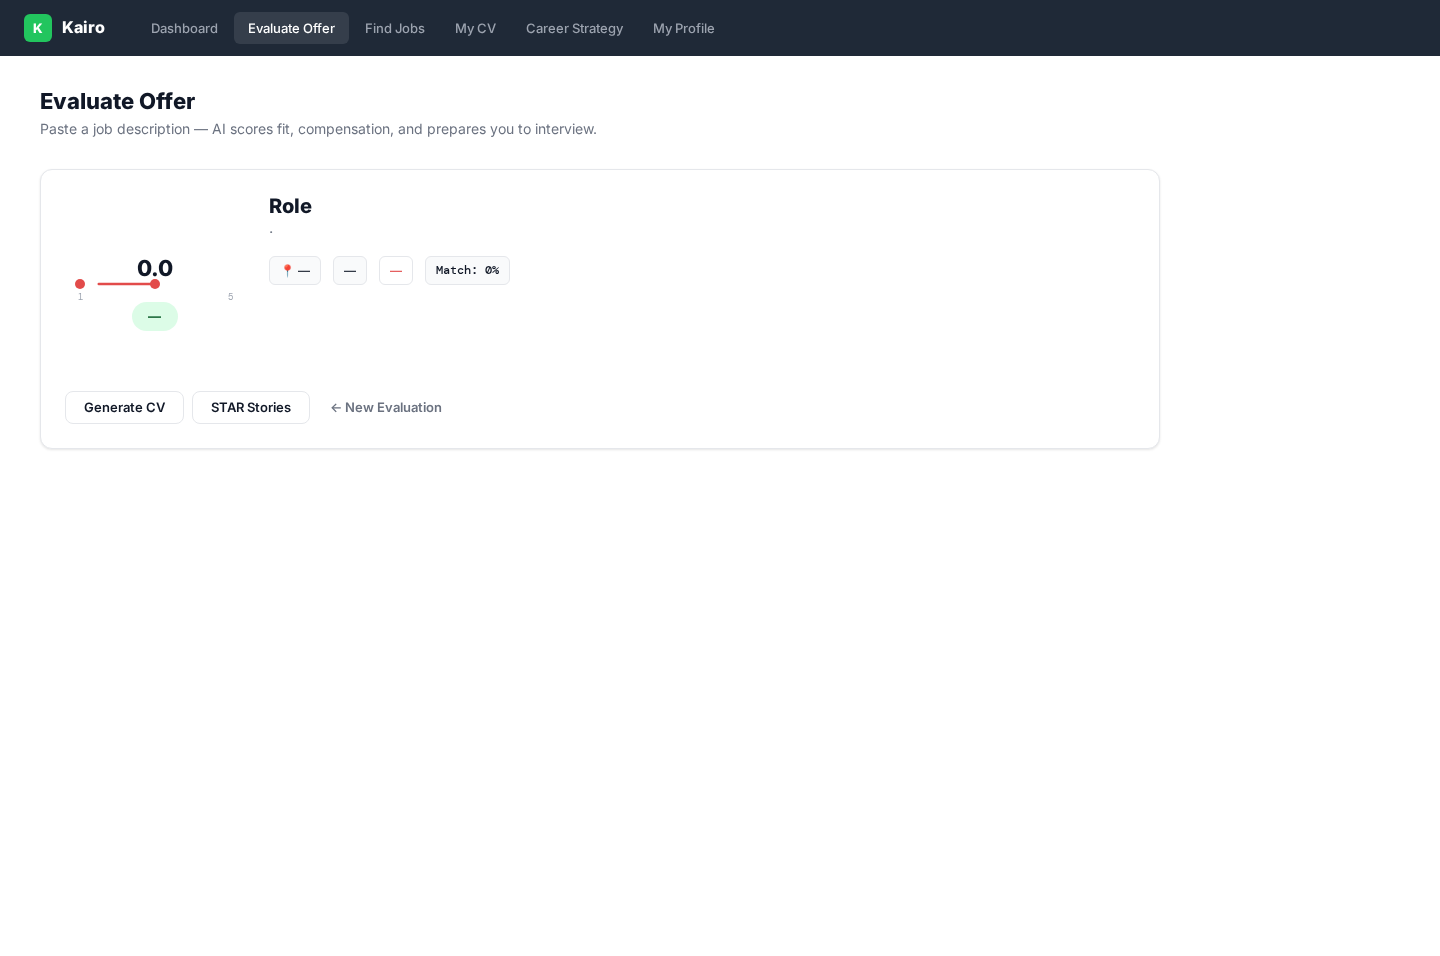 K Kairo Dashboard Evaluate Offer Find Jobs My CV Career Strategy My Profile
Evaluate Offer
Paste a job description — AI scores fit, compensation, and prepares you to interview.
Role
·
0.0
1 5
—
📍 — — — Match: 0%
Generate CV STAR Stories ← New Evaluation